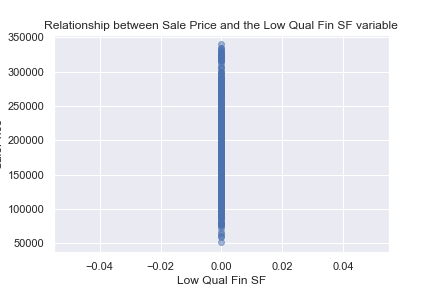 Relationship between Sale Price and the Low Qual Fin SF variable
350000
300000
250000
200000
150000
100000
50000
−0.04 −0.02 0.00 0.02 0.04
Low Qual Fin SF